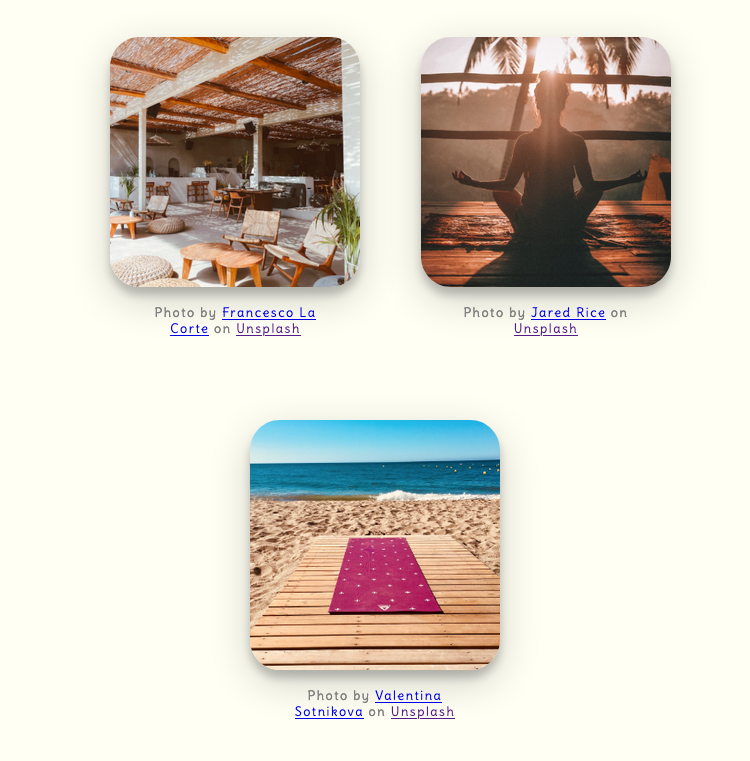 Photo by Francesco La
Corte on Unsplash
Photo by Jared Rice on
Unsplash
Photo by Valentina
Sotnikova on Unsplash